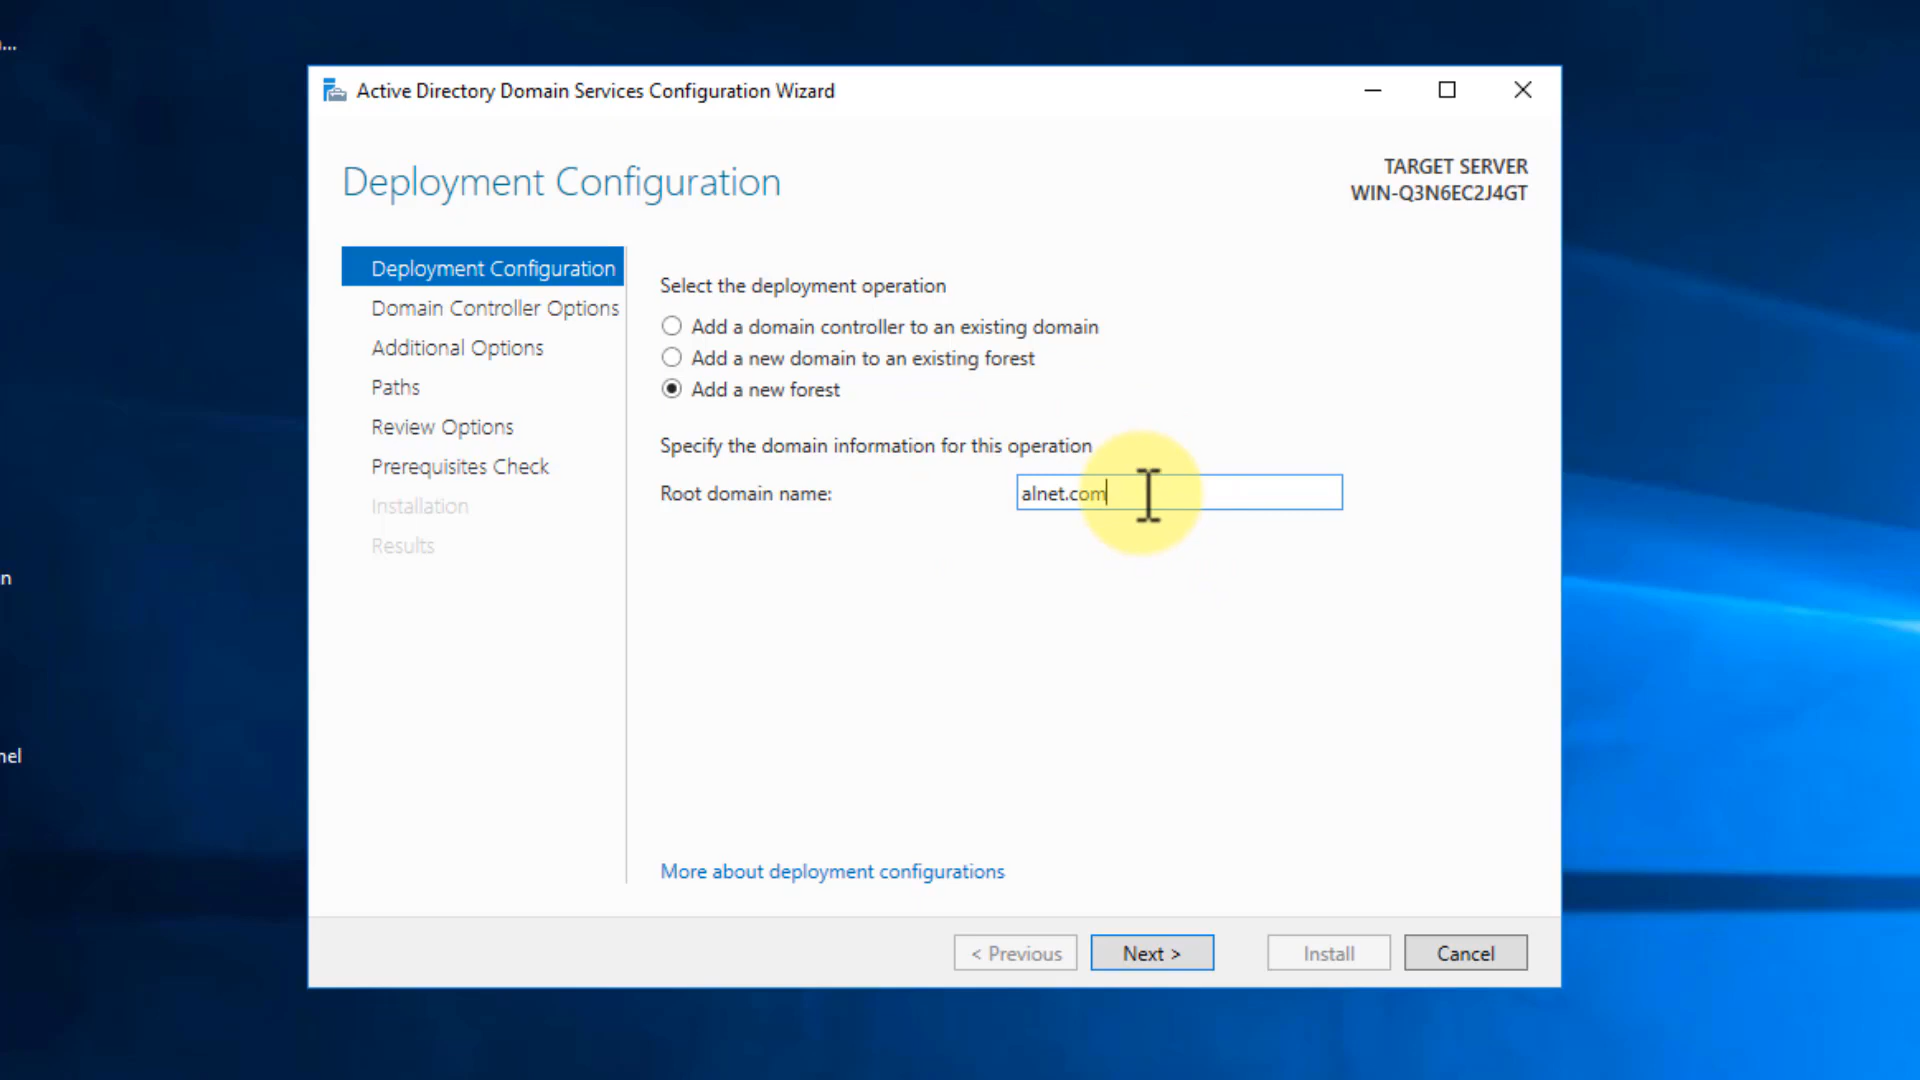 ...
Active Directory Domain Services Configuration Wizard
Deployment Configuration
TARGET SERVER
WIN-Q3N6EC2J4GT
Deployment Configuration
Domain Controller Options
Additional Options
Paths
Review Options
Prerequisites Check
Installation
Results
Select the deployment operation
Add a domain controller to an existing domain
Add a new domain to an existing forest
Add a new forest
Specify the domain information for this operation
Root domain name: alnet.com
More about deployment configurations
< Previous
Next >
Install
Cancel
n
nel